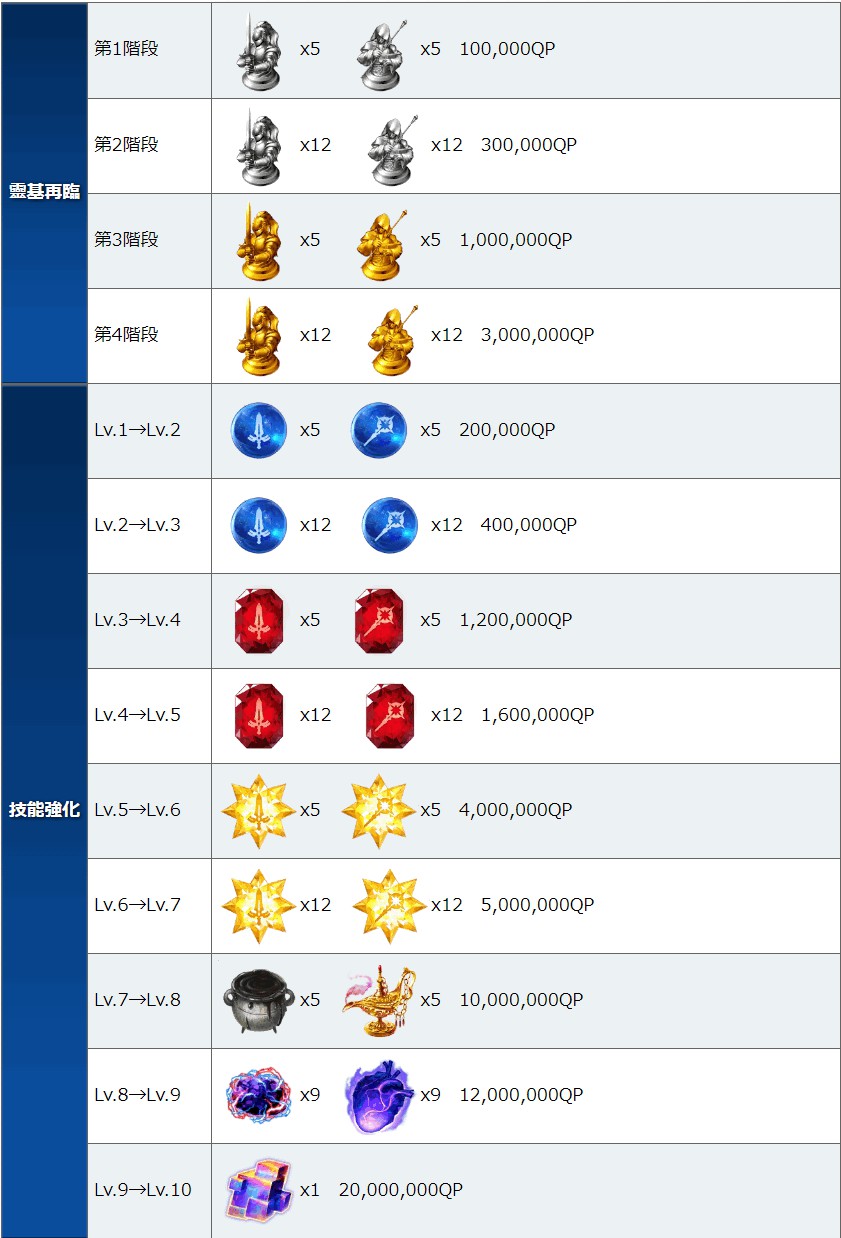 靈基再臨
第1階段 x5 x5 100,000QP
第2階段 x12 x12 300,000QP
第3階段 x5 x5 1,000,000QP
第4階段 x12 x12 3,000,000QP
技能強化
Lv.1→Lv.2 x5 x5 200,000QP
Lv.2→Lv.3 x12 x12 400,000QP
Lv.3→Lv.4 x5 x5 1,200,000QP
Lv.4→Lv.5 x12 x12 1,600,000QP
Lv.5→Lv.6 x5 x5 4,000,000QP
Lv.6→Lv.7 x12 x12 5,000,000QP
Lv.7→Lv.8 x5 x5 10,000,000QP
Lv.8→Lv.9 x9 x9 12,000,000QP
Lv.9→Lv.10 x1 20,000,000QP